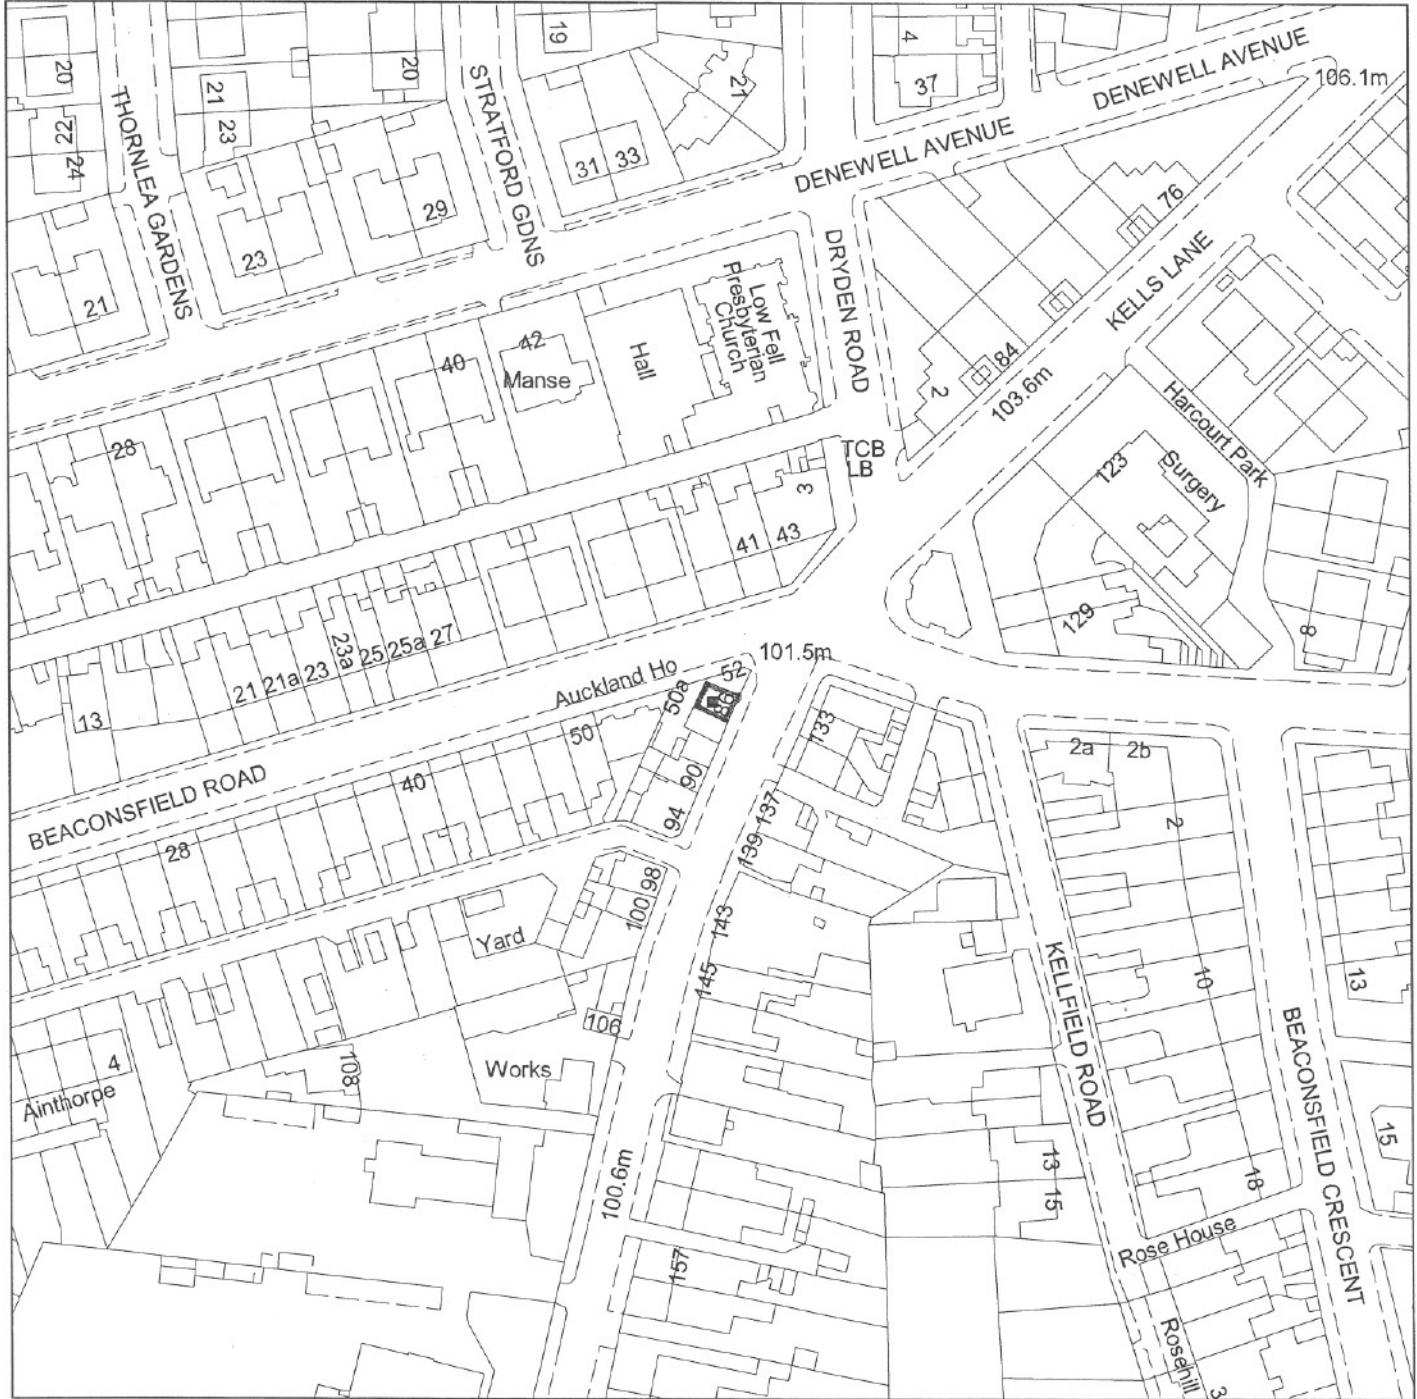 19
4
37
DENEWELL AVENUE
106.1m
20
20
21
21
THORNLEA GARDENS
STRATFORD GDNS
22
24
23
31
33
DENEWELL AVENUE
29
76
23
21
DRYDEN ROAD
KELLS LANE
Low Fell
Presbyterian
Church
42
Manse
Hall
40
84
2
103.6m
Harcourt Park
28
TCB
LB
123
Surgery
3
41
43
129
8
21
21a
23
23a
25
25a
27
13
Auckland Ho
101.5m
52
50a
86
133
50
2a
2b
BEACONSFIELD ROAD
40
90
94
137
139
2
28
98
100
143
Yard
145
KELLFIELD ROAD
10
13
106
BEACONSFIELD CRESCENT
4
Ainthorpe
108
Works
15
100.6m
13
15
18
Rose House
157
Rosehill
3